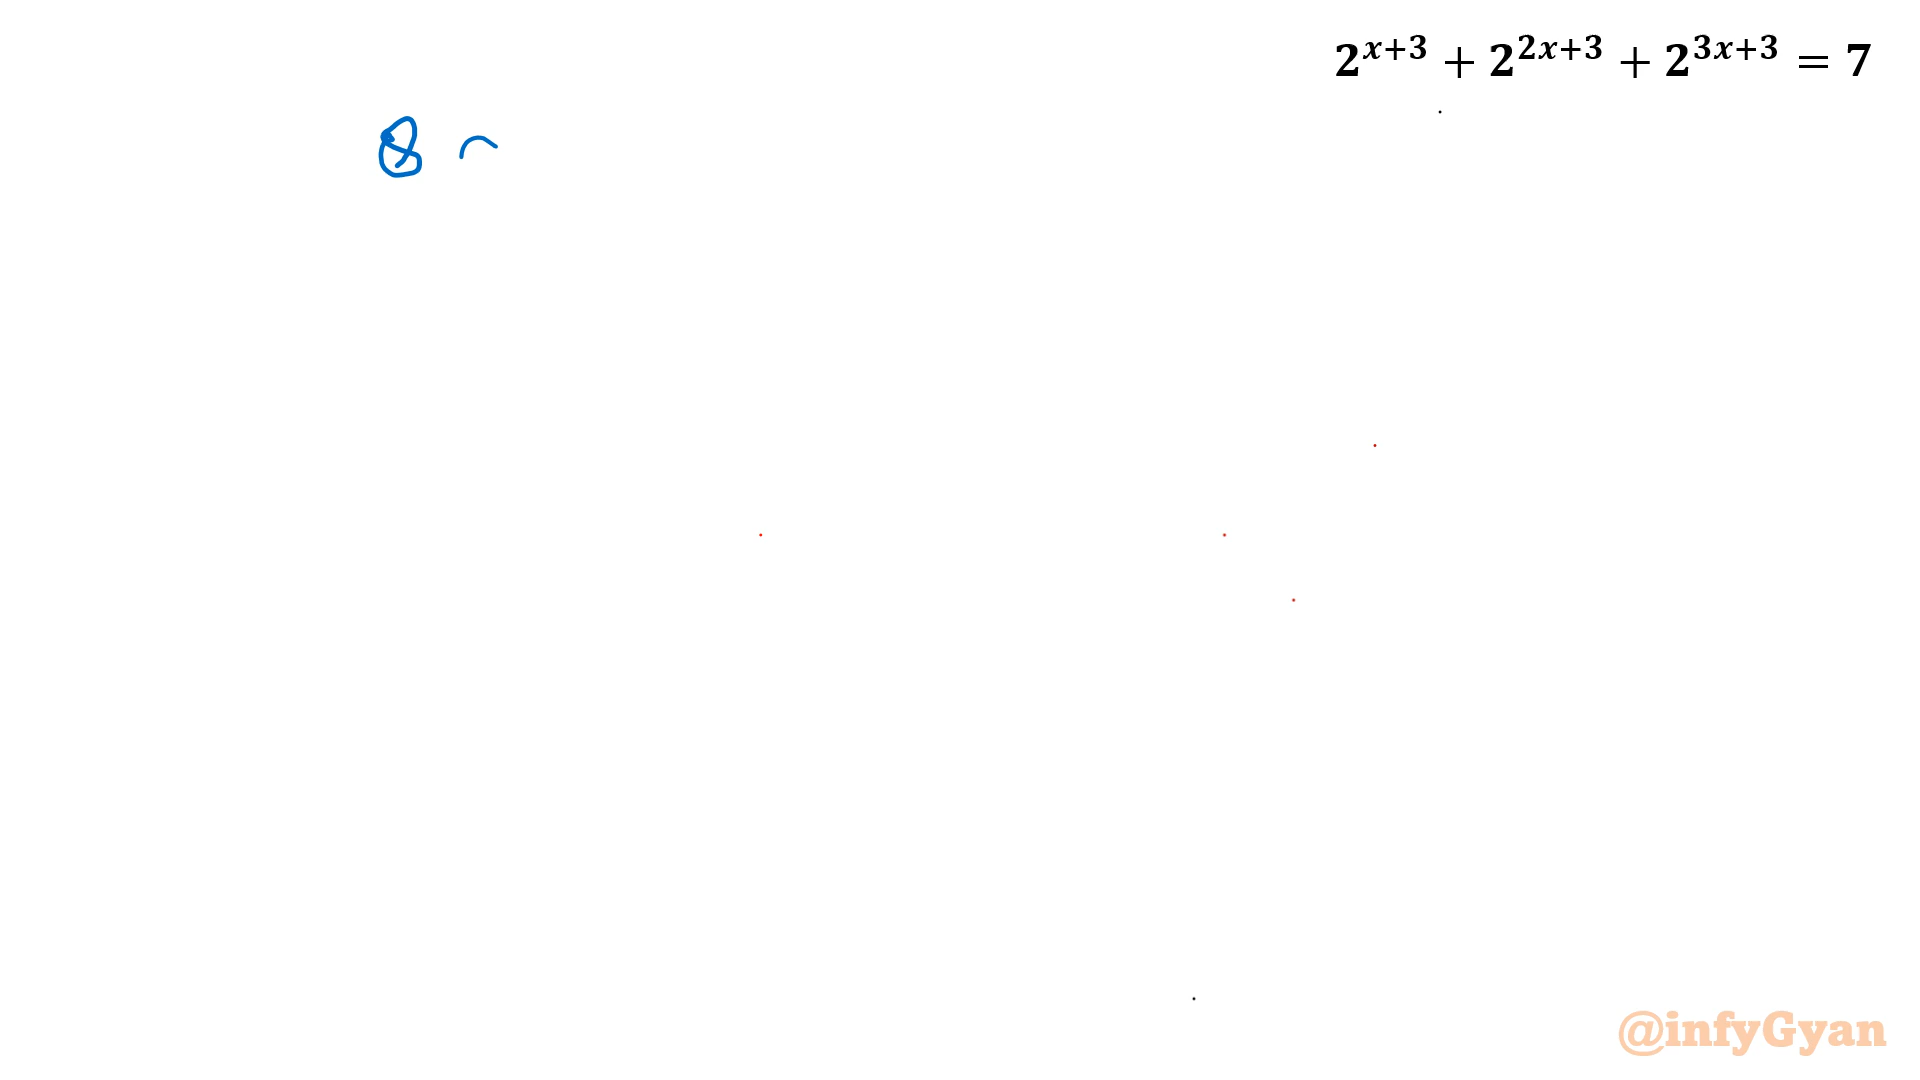 2^{x+3} + 2^{2x+3} + 2^{3x+3} = 7
8
@infyGyan